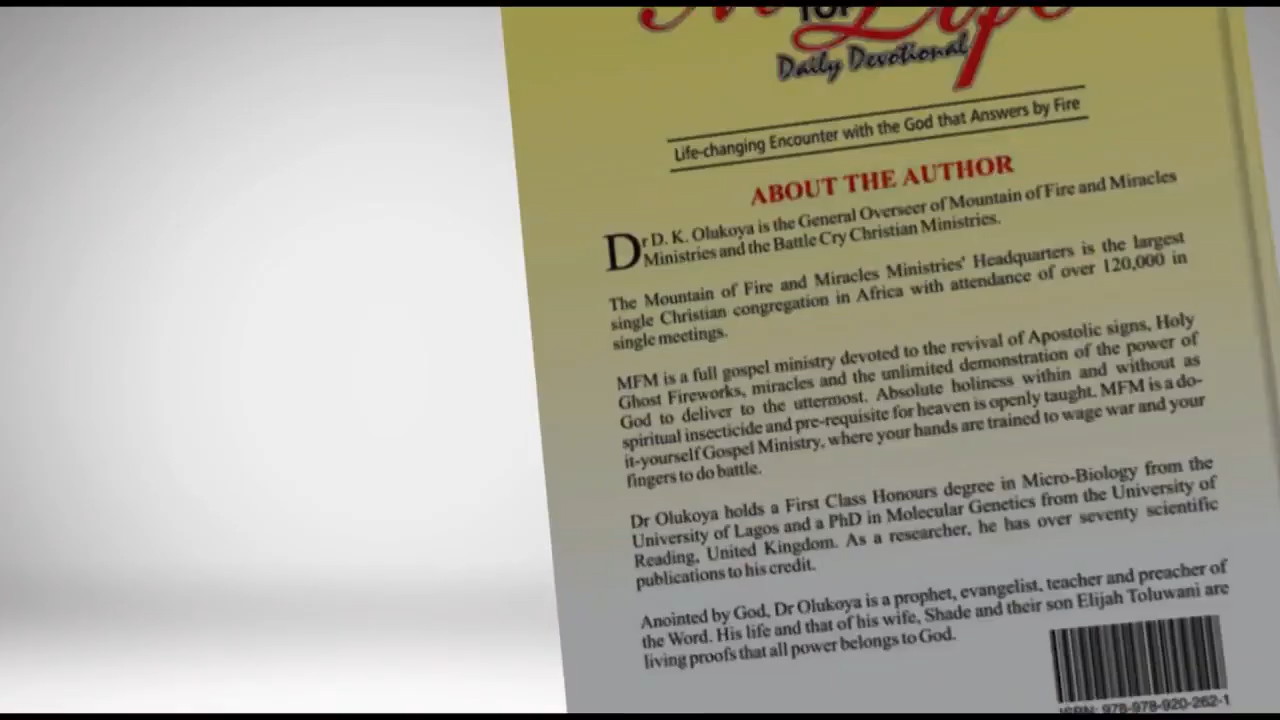 TOP Life
Daily Devotional
Life-changing Encounter with the God that Answers by Fire
ABOUT THE AUTHOR
Dr D. K. Olukoya is the General Overseer of Mountain of Fire and Miracles
Ministries and the Battle Cry Christian Ministries.
The Mountain of Fire and Miracles Ministries' Headquarters is the largest
single Christian congregation in Africa with attendance of over 120,000 in
single meetings.
MFM is a full gospel ministry devoted to the revival of Apostolic signs, Holy
Ghost Fireworks, miracles and the unlimited demonstration of the power of
God to deliver to the uttermost. Absolute holiness within and without as
spiritual insecticide and pre-requisite for heaven is openly taught. MFM is a do-
it-yourself Gospel Ministry, where your hands are trained to wage war and your
fingers to do battle.
Dr Olukoya holds a First Class Honours degree in Micro-Biology from the
University of Lagos and a PhD in Molecular Genetics from the University of
Reading, United Kingdom. As a researcher, he has over seventy scientific
publications to his credit.
Anointed by God, Dr Olukoya is a prophet, evangelist, teacher and preacher of
the Word. His life and that of his wife, Shade and their son Elijah Toluwani are
living proofs that all power belongs to God.
ISBN: 978-978-920-262-1